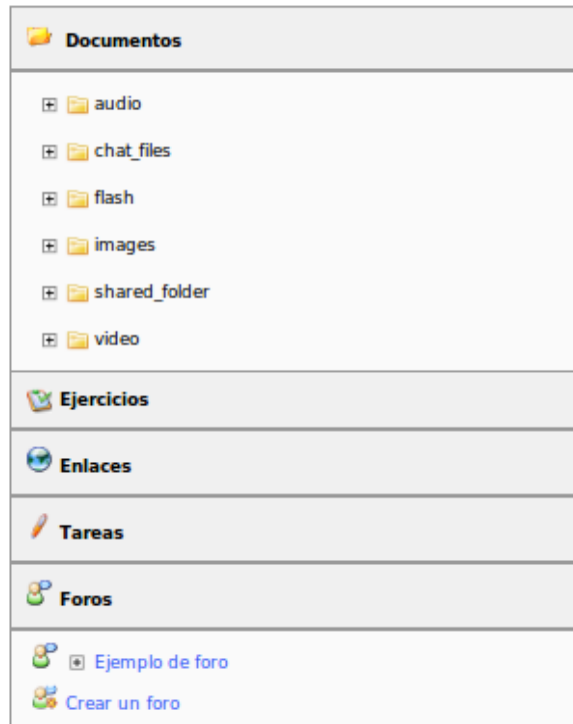 Documentos
audio
chat_files
flash
images
shared_folder
video
Ejercicios
Enlaces
Tareas
Foros
Ejemplo de foro
Crear un foro